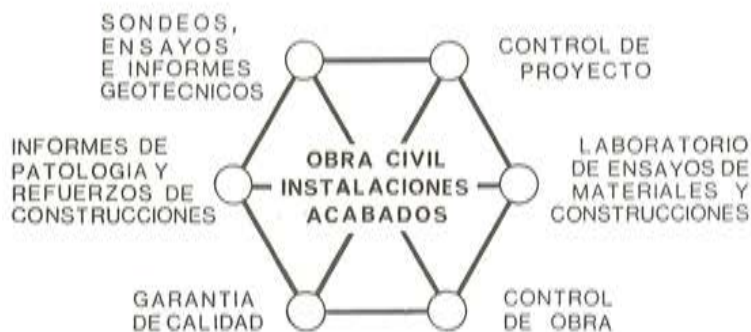 SONDEOS,
ENSAYOS
E INFORMES
GEOTECNICOS
CONTROL DE
PROYECTO
INFORMES DE
PATOLOGIA Y
REFUERZOS DE
CONSTRUCCIONES
OBRA CIVIL
INSTALACIONES
ACABADOS
LABORATORIO
DE ENSAYOS DE
MATERIALES Y
CONSTRUCCIONES
GARANTIA
DE CALIDAD
CONTROL
DE OBRA